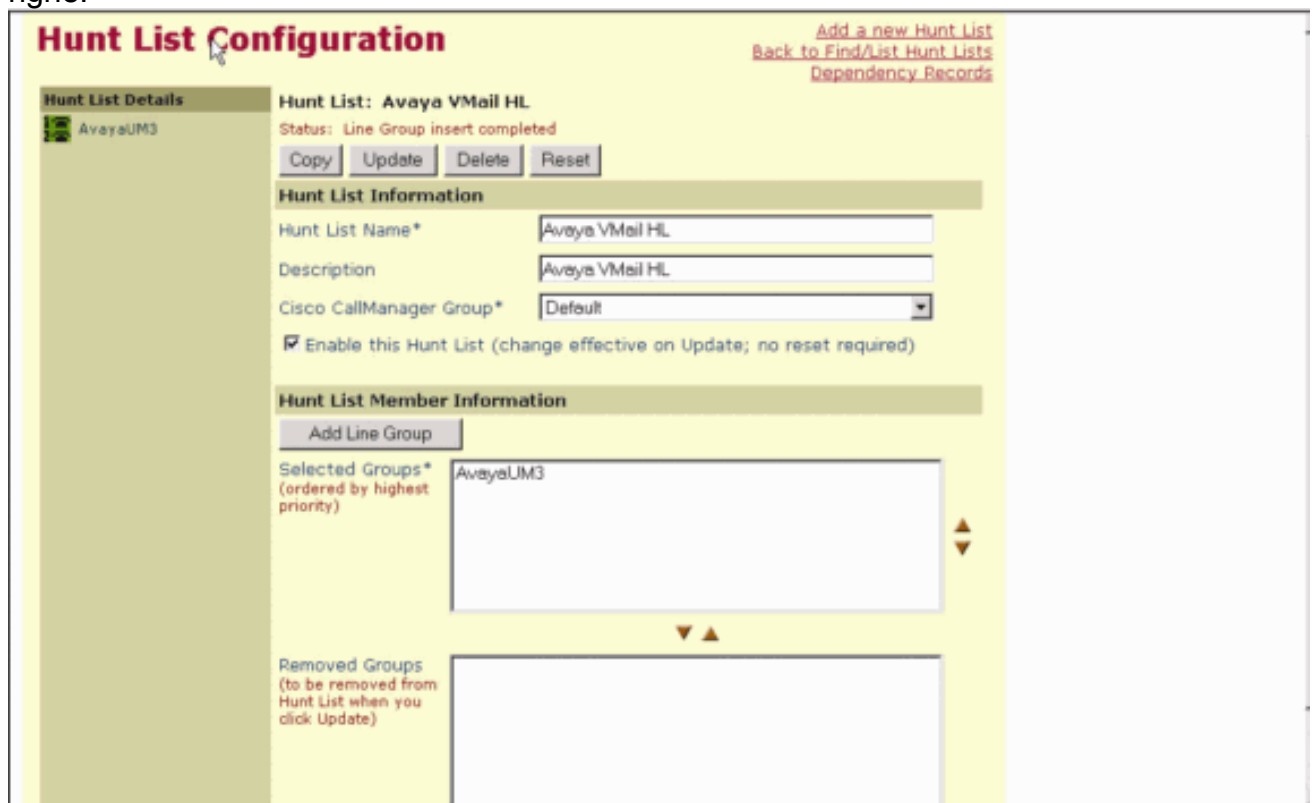 Hunt List Configuration
Add a new Hunt List
Back to Find/List Hunt Lists
Dependency Records
Hunt List Details
AvayaUM3
Hunt List: Avaya VMail HL
Status: Line Group insert completed
Copy Update Delete Reset
Hunt List Information
Hunt List Name* Avaya VMail HL
Description Avaya VMail HL
Cisco CallManager Group* Default
Enable this Hunt List (change effective on Update; no reset required)
Hunt List Member Information
Add Line Group
Selected Groups* AvayaUM3
(ordered by highest
priority)
Removed Groups
(to be removed from
Hunt List when you
click Update)